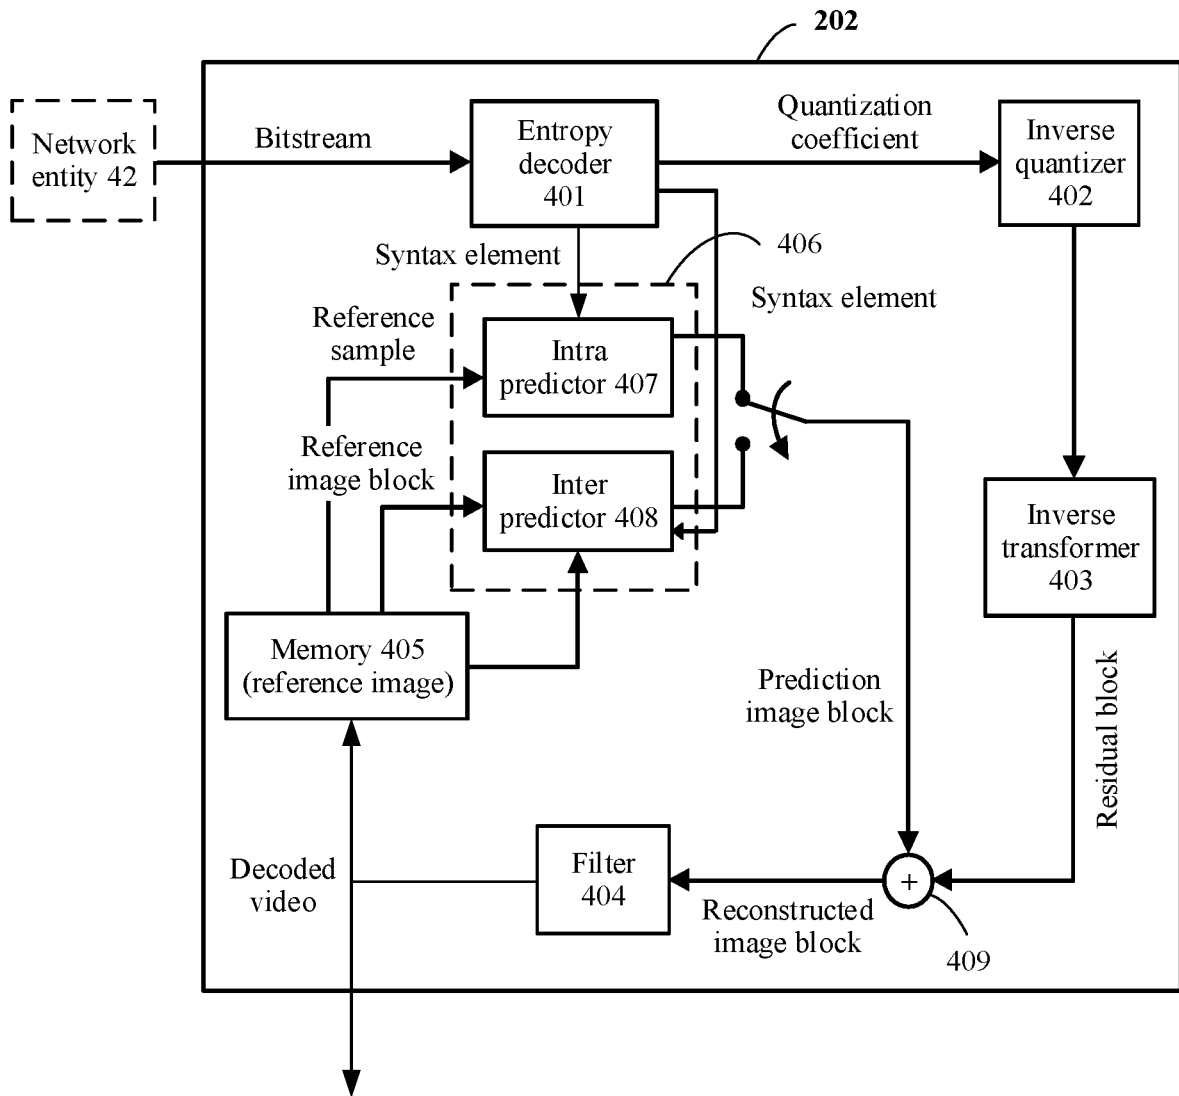 202
Network
entity 42
Bitstream
Entropy
decoder
401
Quantization
coefficient
Inverse
quantizer
402
Syntax element
406
Syntax element
Reference
sample
Intra
predictor 407
Reference
image block
Inter
predictor 408
Inverse
transformer
403
Memory 405
(reference image)
Prediction
image block
Residual block
Decoded
video
Filter
404
Reconstructed
image block
+
409